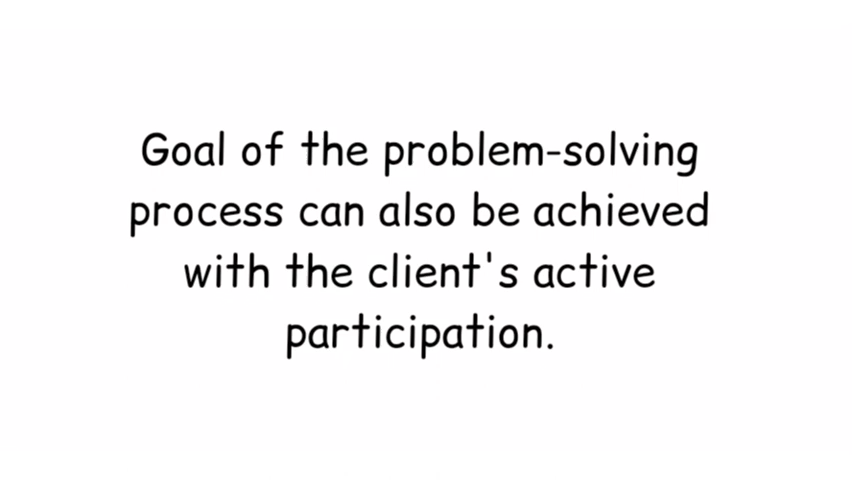 Goal of the problem-solving
process can also be achieved
with the client's active
participation.